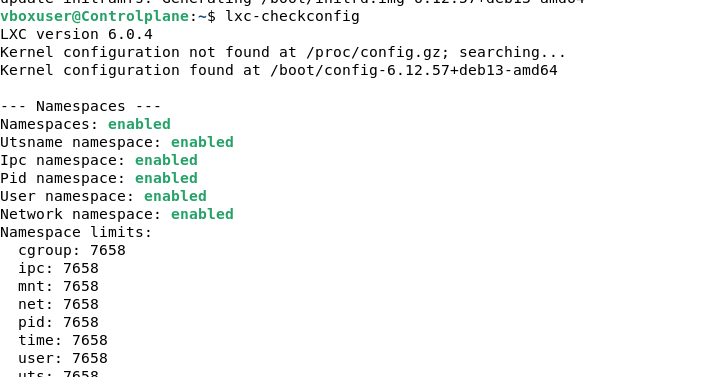 update-initramfs: Generating /boot/initrd.img-6.12.57+deb13-amd64
vboxuser@Controlplane:~$ lxc-checkconfig
LXC version 6.0.4
Kernel configuration not found at /proc/config.gz; searching...
Kernel configuration found at /boot/config-6.12.57+deb13-amd64

--- Namespaces ---
Namespaces: enabled
Utsname namespace: enabled
Ipc namespace: enabled
Pid namespace: enabled
User namespace: enabled
Network namespace: enabled
Namespace limits:
  cgroup: 7658
  ipc: 7658
  mnt: 7658
  net: 7658
  pid: 7658
  time: 7658
  user: 7658
  uts: 7658